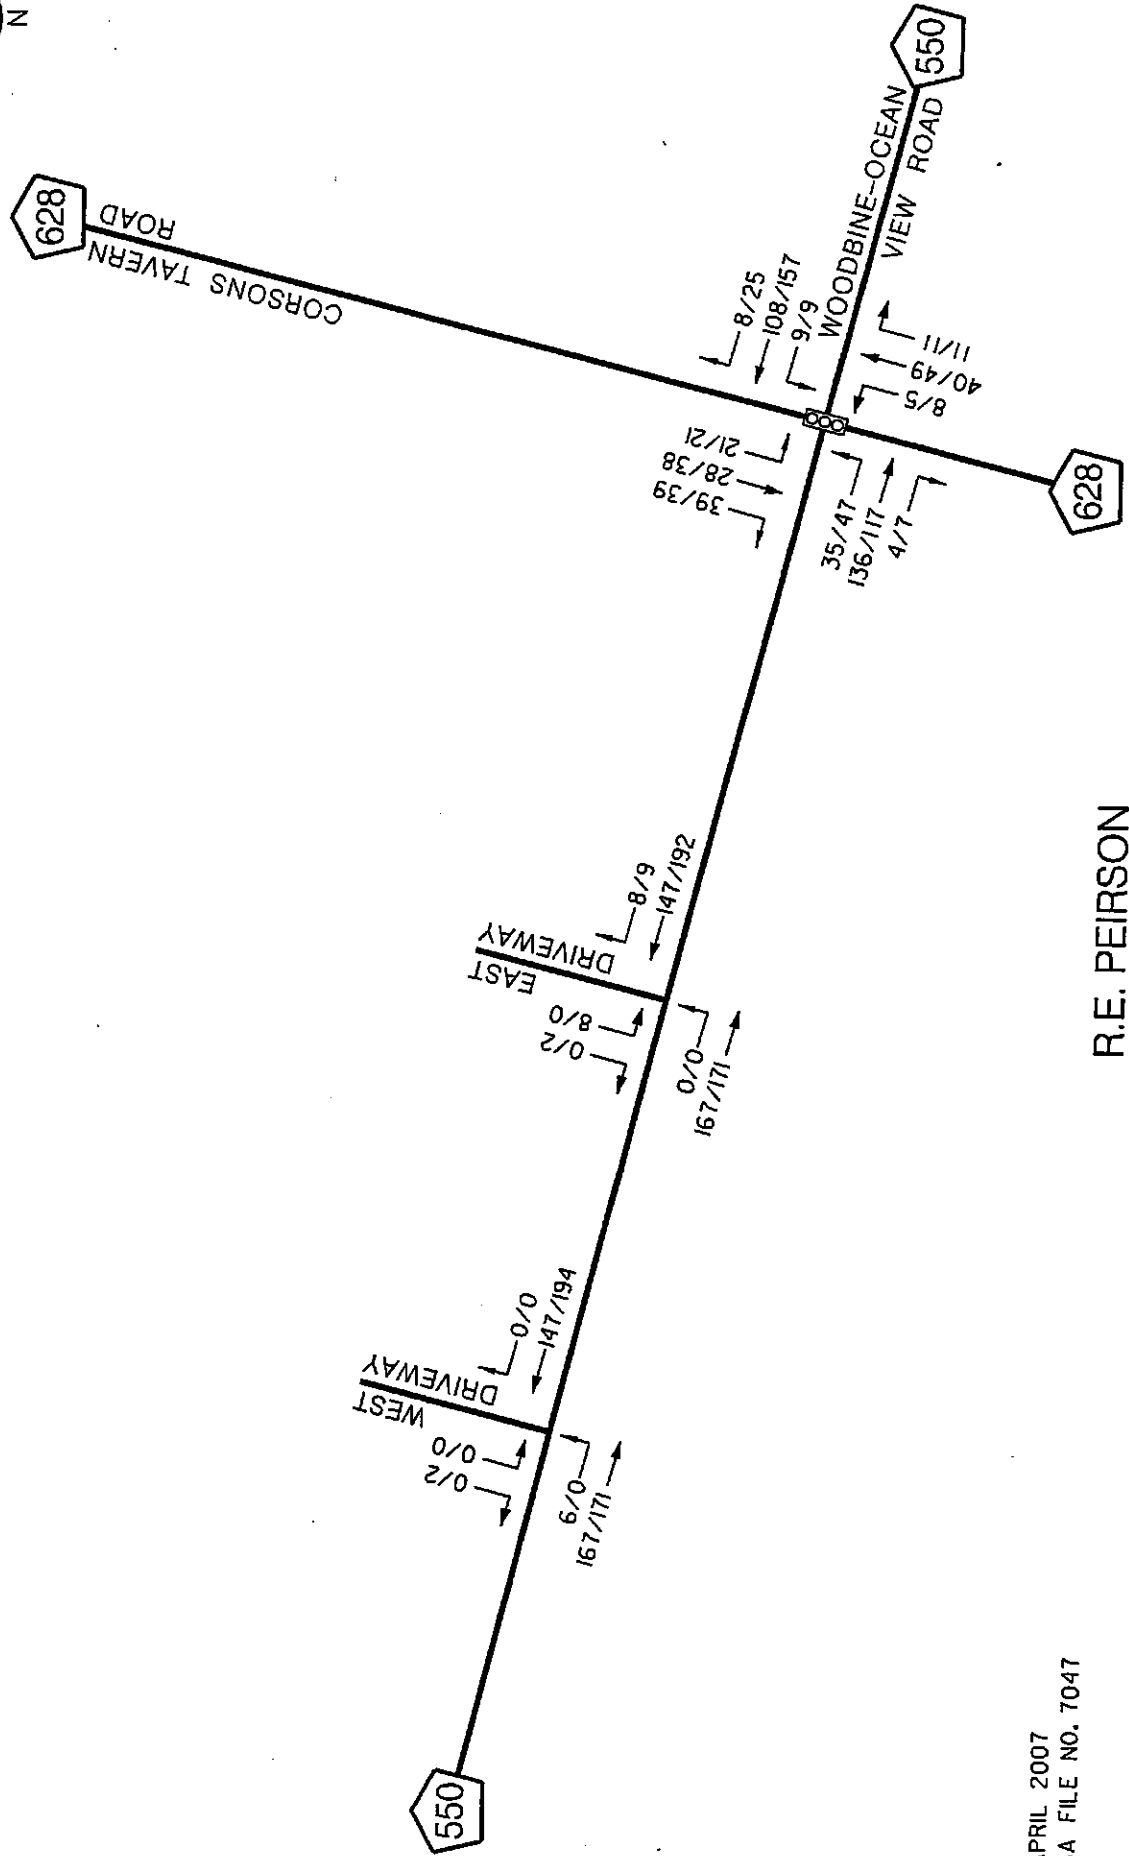 N
628
CORSONS TAVERN
ROAD
550
WOODBINE-OCEAN
VIEW ROAD
8/25
108/157
9/9
21/21
28/38
39/39
11/11
40/49
8/5
35/47
136/117
4/7
628
EAST
DRIVEWAY
8/9
147/192
8/0
0/2
0/0
167/171
WEST
DRIVEWAY
0/0
147/194
0/0
0/2
6/0
167/171
550
R.E. PEIRSON
PRIL 2007
A FILE NO. 7047